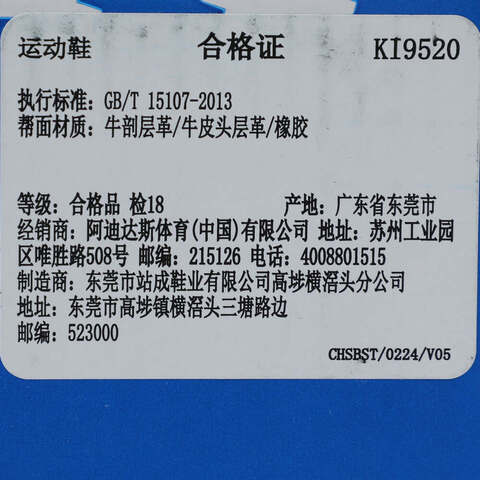 运动鞋 合格证 KI9520
执行标准：GB/T 15107-2013
帮面材质：牛剖层革/牛皮头层革/橡胶
等级：合格品 检18 产地：广东省东莞市
经销商：阿迪达斯体育(中国)有限公司 地址：苏州工业园
区唯胜路508号 邮编：215126 电话：4008801515
制造商：东莞市站成鞋业有限公司高埗横滘头分公司
地址：东莞市高埗镇横滘头三塘路边
邮编：523000
CHSBST/0224/V05